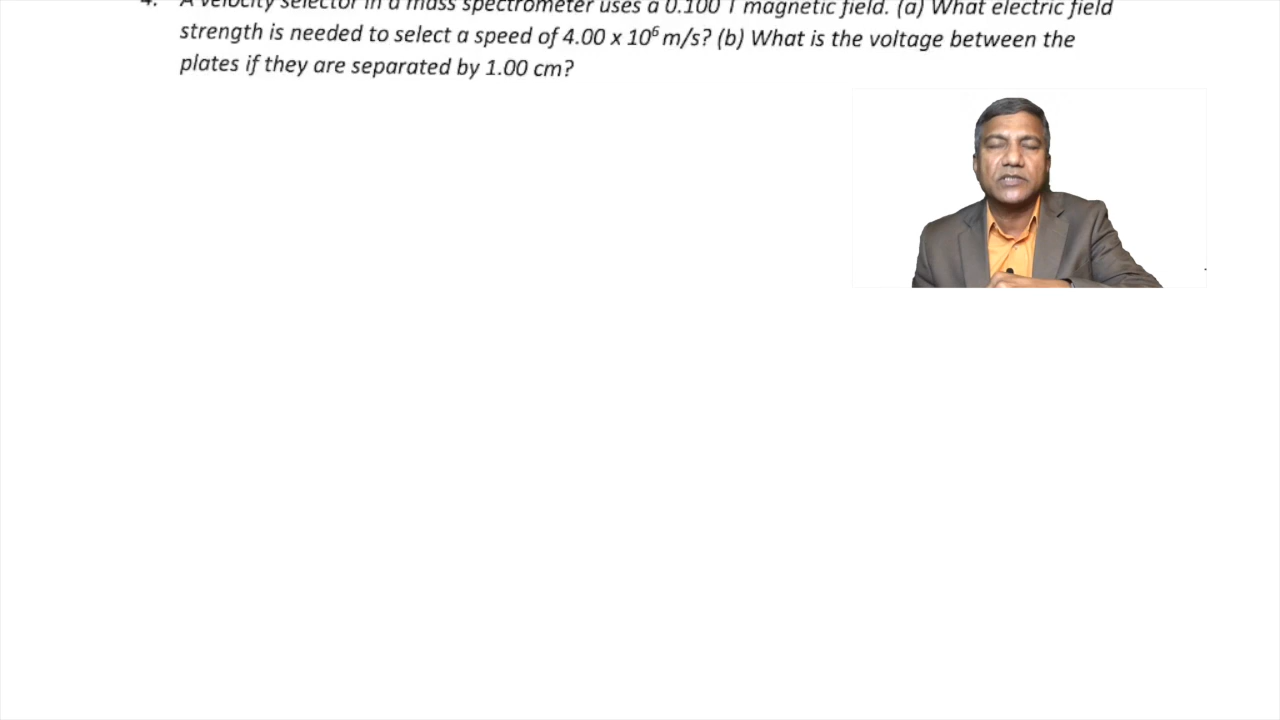 4. A velocity selector in a mass spectrometer uses a 0.100 T magnetic field. (a) What electric field
strength is needed to select a speed of 4.00 x 10⁶ m/s? (b) What is the voltage between the
plates if they are separated by 1.00 cm?